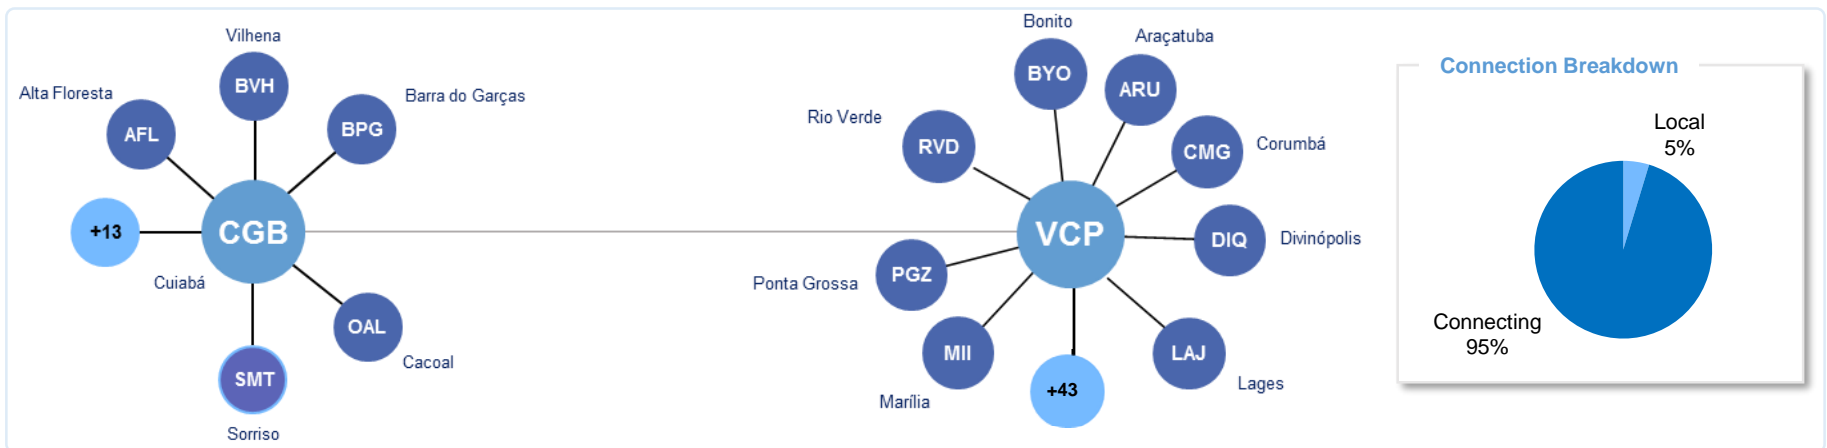 Vilhena
BVH
Alta Floresta
AFL
Barra do Garças
BPG
+13
CGB
Cuiabá
OAL
Cacoal
SMT
Sorriso
Bonito
BYO
Araçatuba
ARU
Rio Verde
RVD
CMG
Corumbá
VCP
DIQ
Divinópolis
Ponta Grossa
PGZ
MII
Marília
+43
LAJ
Lages
Connection Breakdown
Local
5%
Connecting
95%